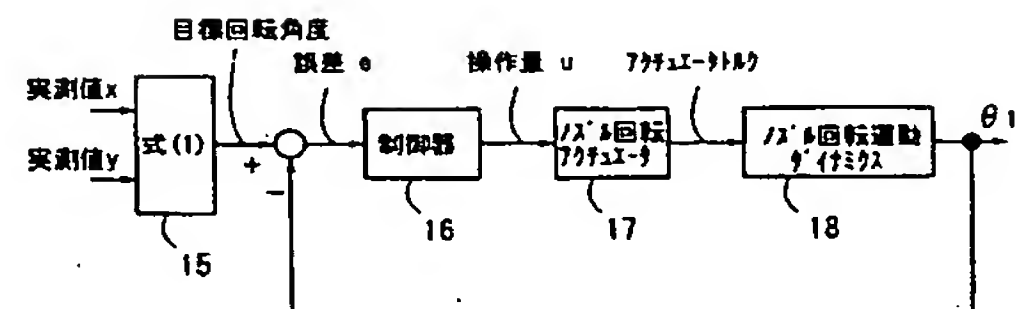 目標回転角度
誤差 e
操作量 u
アクチュエータトルク
実測値x
実測値y
式(1)
+
-
制御器
ノズル回転
アクチュエータ
ノズル回転運動
ダイナミクス
θ1
15
16
17
18